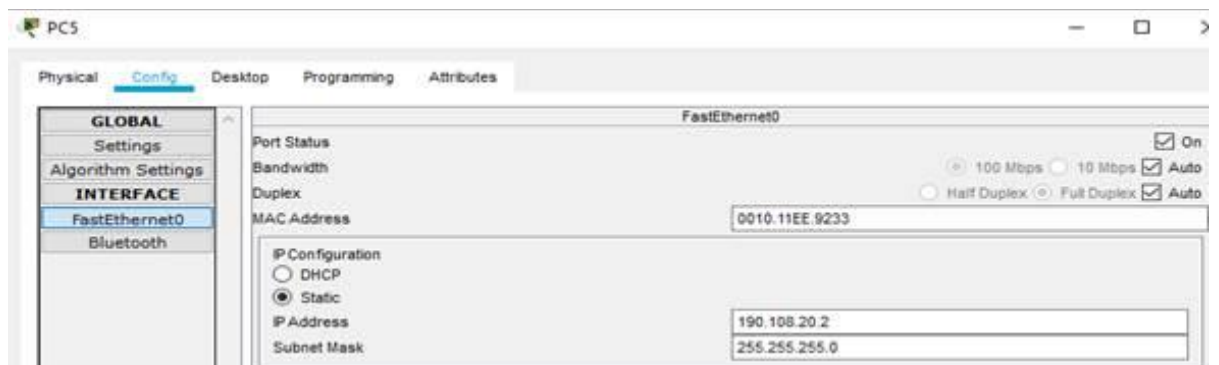 PC5
Physical Config Desktop Programming Attributes
GLOBAL
Settings
Algorithm Settings
INTERFACE
FastEthernet0
Bluetooth
FastEthernet0
Port Status On
Bandwidth 100 Mbps 10 Mbps Auto
Duplex Half Duplex Full Duplex Auto
MAC Address 0010.11EE.9233
IP Configuration
DHCP
Static
IP Address 190.108.20.2
Subnet Mask 255.255.255.0